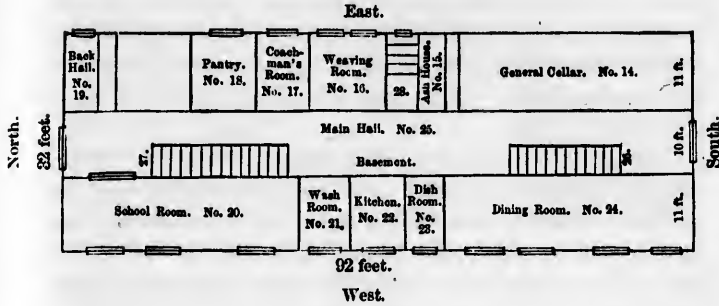 East.
Back
Hall.
No.
19.
Pantry.
No. 18.
Coach-
man's
Room.
No. 17.
Weaving
Room.
No. 16.
28.
Ash House.
No. 15.
General Cellar. No. 14.
11 ft.
North.
32 feet.
Main Hall. No. 25.
10 ft.
South.
27.
Basement.
26.
School Room. No. 20.
Wash
Room.
No. 21.
Kitchen.
No. 22.
Dish
Room.
No.
23.
Dining Room. No. 24.
11 ft.
92 feet.
West.